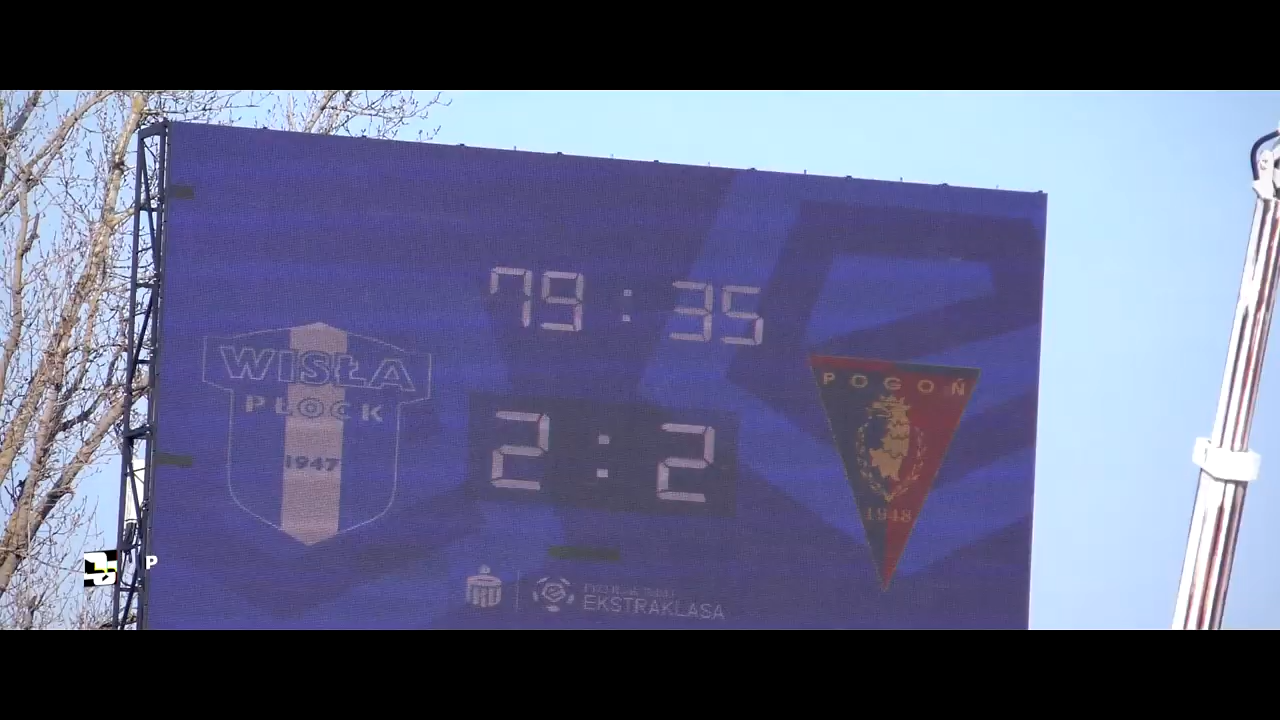 79:35
WISŁA
PŁOCK
1947
2:2
POGOŃ
1948
EKSTRAKLASA
P